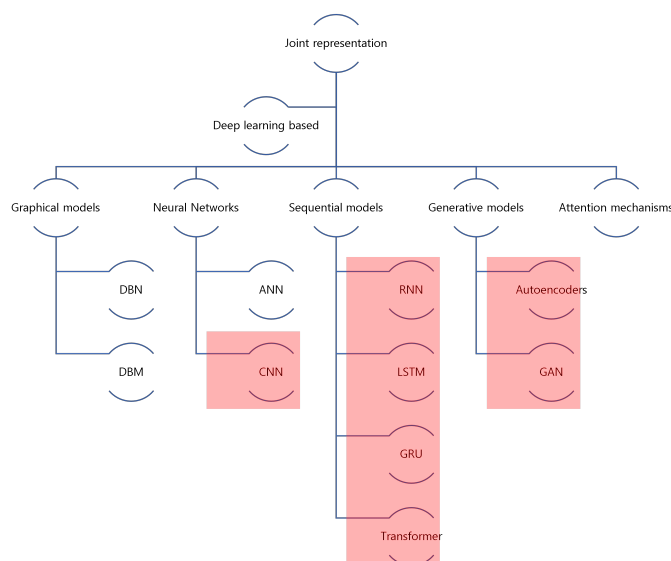 Joint representation
Deep learning based
Graphical models
Neural Networks
Sequential models
Generative models
Attention mechanisms
DBN
ANN
RNN
Autoencoders
DBM
CNN
LSTM
GAN
GRU
Transformer